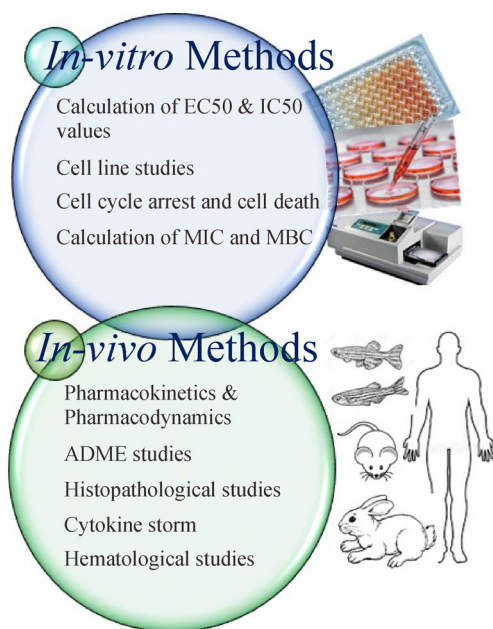 In-vitro Methods
Calculation of EC50 & IC50
values
Cell line studies
Cell cycle arrest and cell death
Calculation of MIC and MBC
In-vivo Methods
Pharmacokinetics &
Pharmacodynamics
ADME studies
Histopathological studies
Cytokine storm
Hematological studies